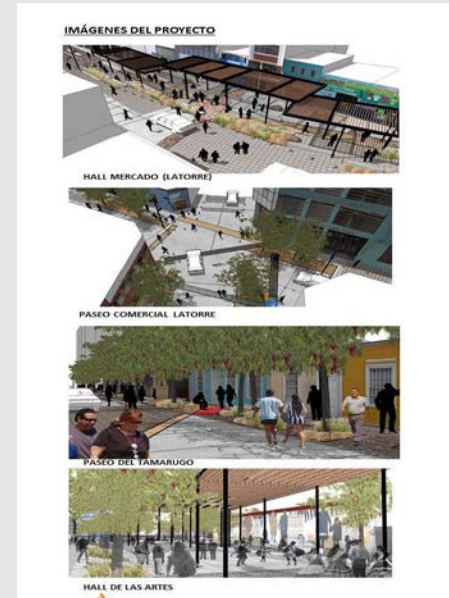 IMÁGENES DEL PROYECTO
HALL MERCADO (LATORRE)
PASEO COMERCIAL LATORRE
PASEO DEL TAMARUGO
HALL DE LAS ARTES